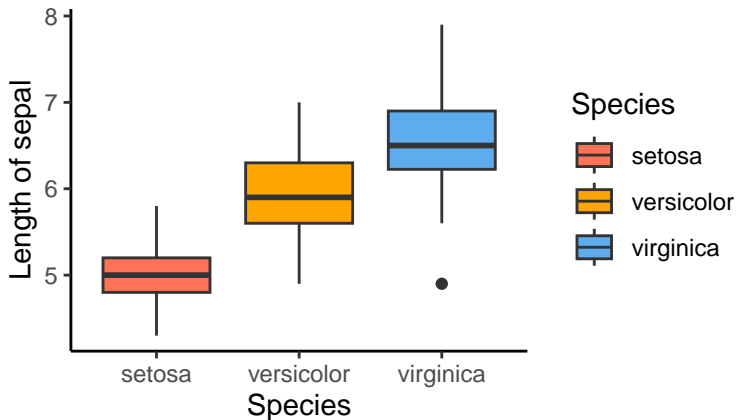 Length of sepal
8
7
6
5
setosa
versicolor
virginica
Species
Species
setosa
versicolor
virginica